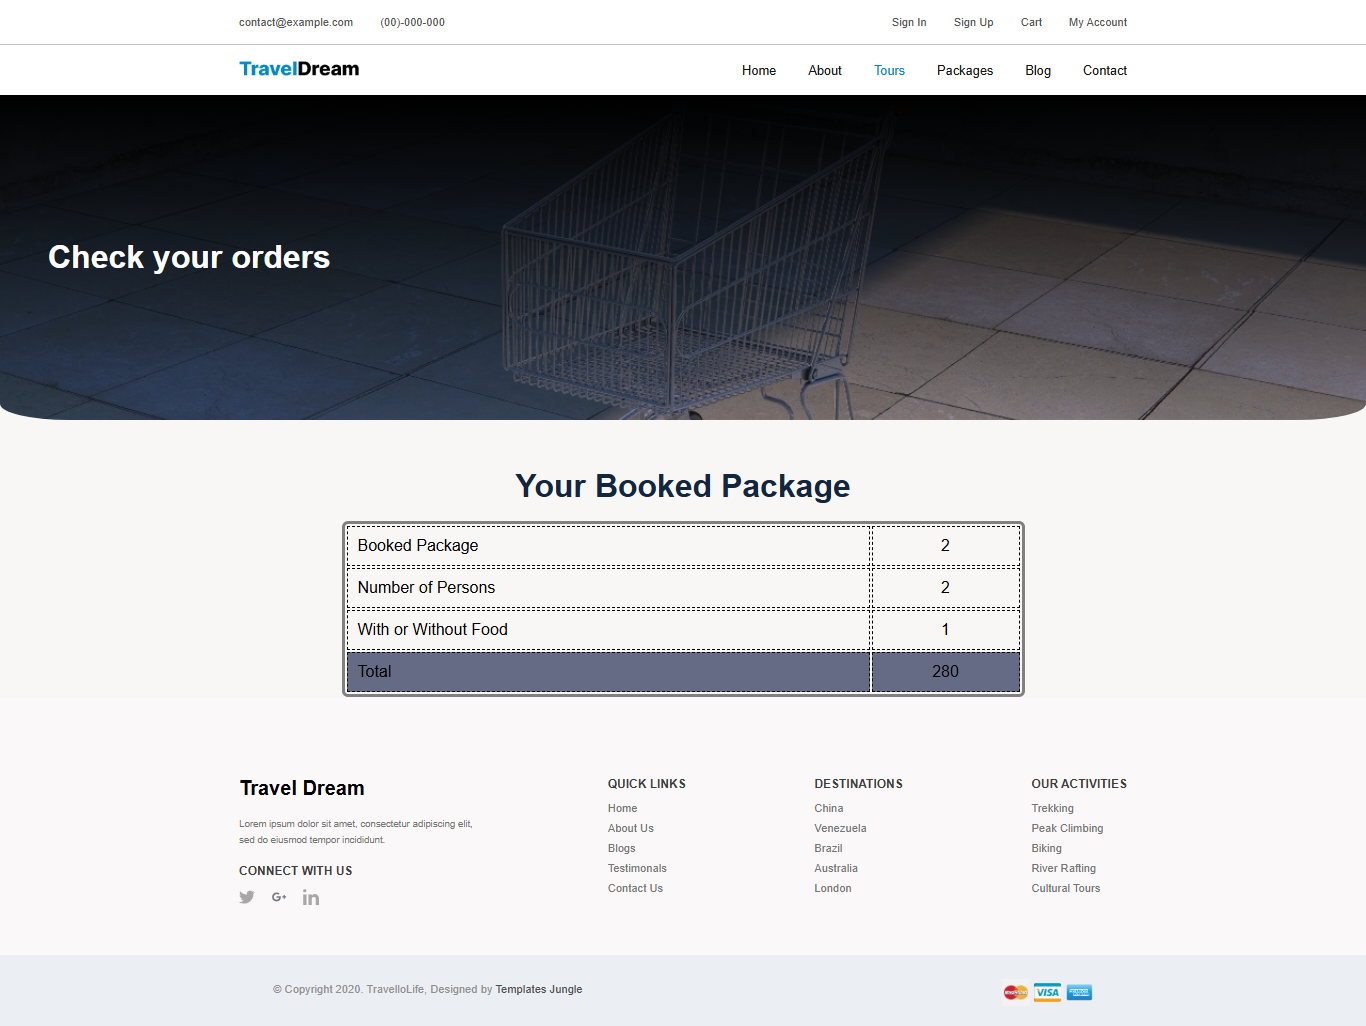 contact@example.com (00)-000-000 Sign In Sign Up Cart My Account
TravelDream Home About Tours Packages Blog Contact
Check your orders
Your Booked Package
Booked Package 2
Number of Persons 2
With or Without Food 1
Total 280
Travel Dream
Lorem ipsum dolor sit amet, consectetur adipiscing elit,
sed do eiusmod tempor incididunt.
CONNECT WITH US
G+ in
QUICK LINKS
Home
About Us
Blogs
Testimonals
Contact Us
DESTINATIONS
China
Venezuela
Brazil
Australia
London
OUR ACTIVITIES
Trekking
Peak Climbing
Biking
River Rafting
Cultural Tours
© Copyright 2020. TravelloLife, Designed by Templates Jungle
VISA